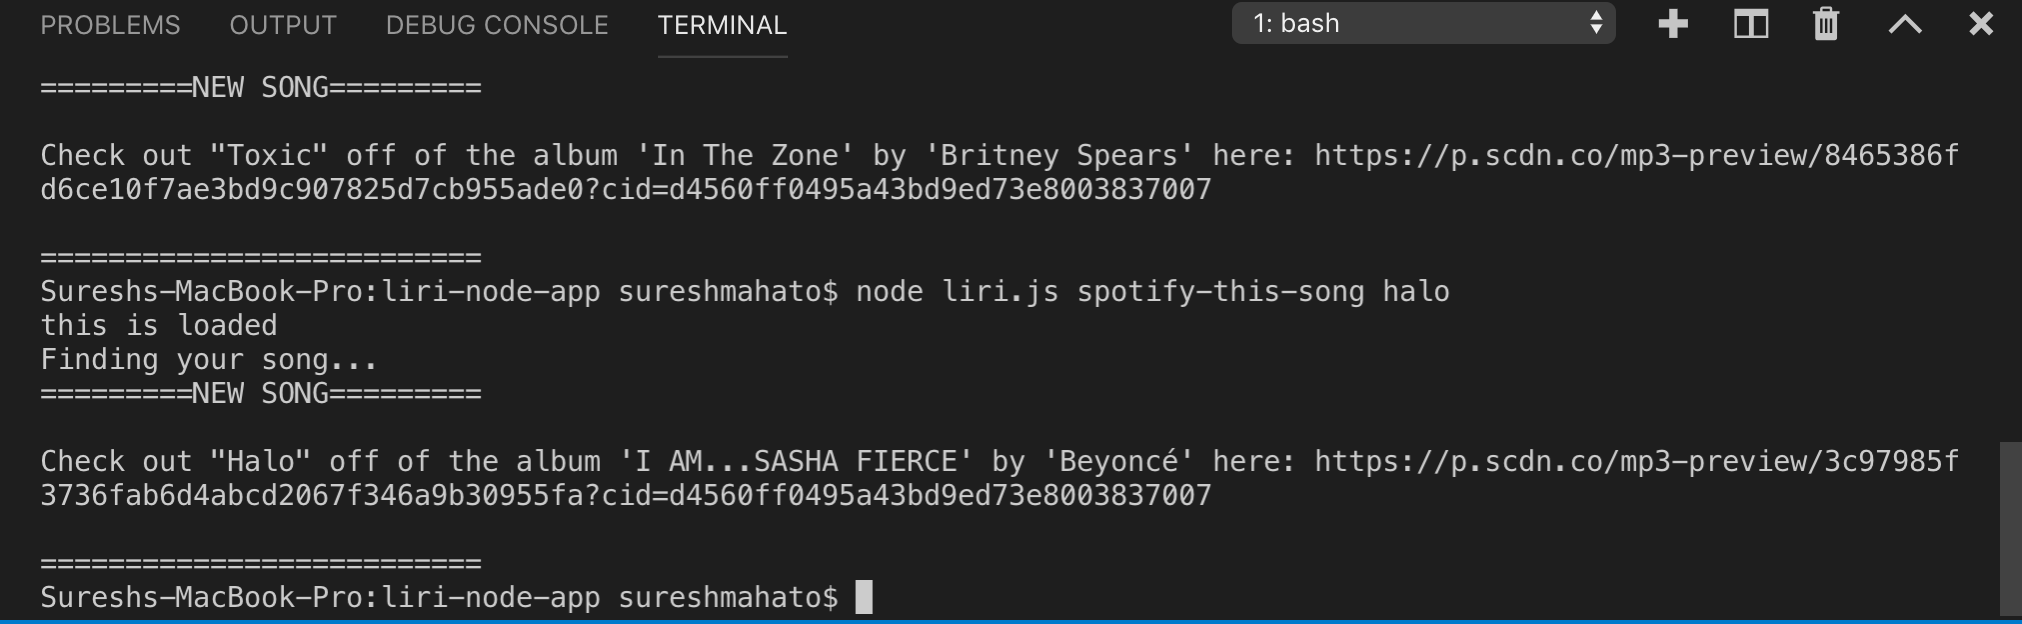 PROBLEMS OUTPUT DEBUG CONSOLE TERMINAL 1: bash
=========NEW SONG=========
Check out "Toxic" off of the album 'In The Zone' by 'Britney Spears' here: https://p.scdn.co/mp3-preview/8465386f
d6ce10f7ae3bd9c907825d7cb955ade0?cid=d4560ff0495a43bd9ed73e8003837007
==========================
Sureshs-MacBook-Pro:liri-node-app sureshmahato$ node liri.js spotify-this-song halo
this is loaded
Finding your song...
=========NEW SONG=========
Check out "Halo" off of the album 'I AM...SASHA FIERCE' by 'Beyoncé' here: https://p.scdn.co/mp3-preview/3c97985f
3736fab6d4abcd2067f346a9b30955fa?cid=d4560ff0495a43bd9ed73e8003837007
==========================
Sureshs-MacBook-Pro:liri-node-app sureshmahato$